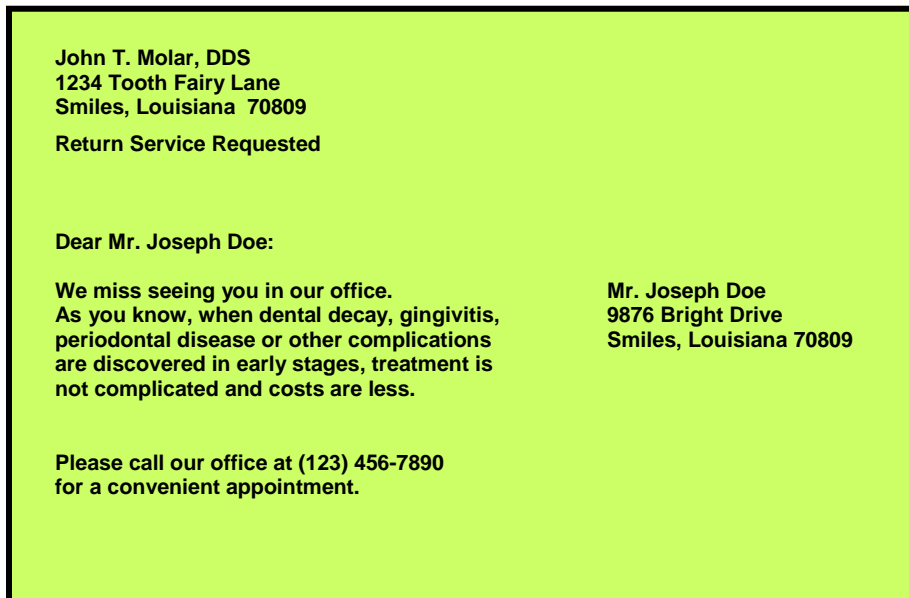 John T. Molar, DDS
1234 Tooth Fairy Lane
Smiles, Louisiana  70809
Return Service Requested
Dear Mr. Joseph Doe:
We miss seeing you in our office.
As you know, when dental decay, gingivitis,
periodontal disease or other complications
are discovered in early stages, treatment is
not complicated and costs are less.
Please call our office at (123) 456-7890
for a convenient appointment.
Mr. Joseph Doe
9876 Bright Drive
Smiles, Louisiana 70809